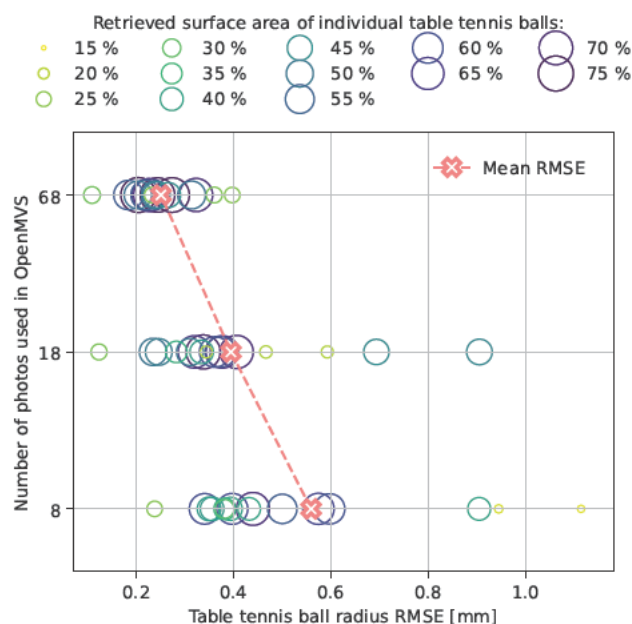 Retrieved surface area of individual table tennis balls:
15 % 30 % 45 % 60 % 70 %
20 % 35 % 50 % 65 % 75 %
25 % 40 % 55 %
Mean RMSE
Number of photos used in OpenMVS
68
18
8
0.2 0.4 0.6 0.8 1.0
Table tennis ball radius RMSE [mm]